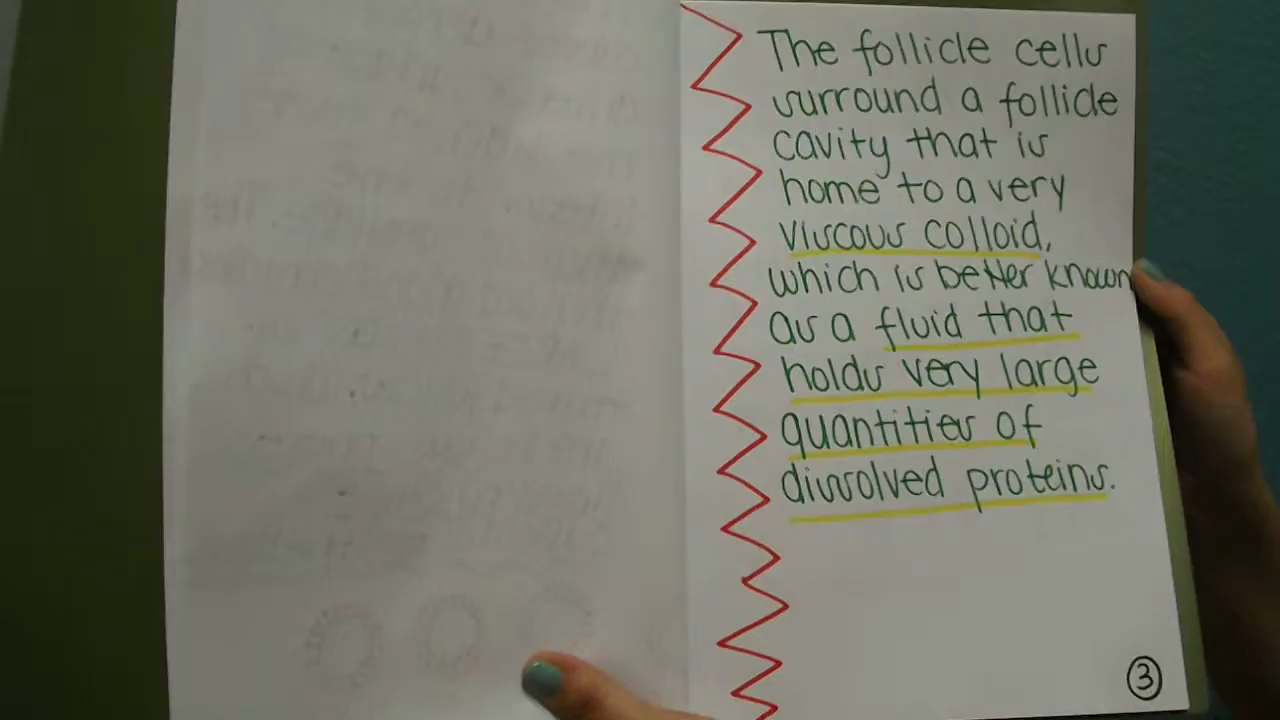 The follicle cells
surround a follicle
cavity that is
home to a very
viscous colloid,
which is better known
as a fluid that
holds very large
quantities of
dissolved proteins.
3